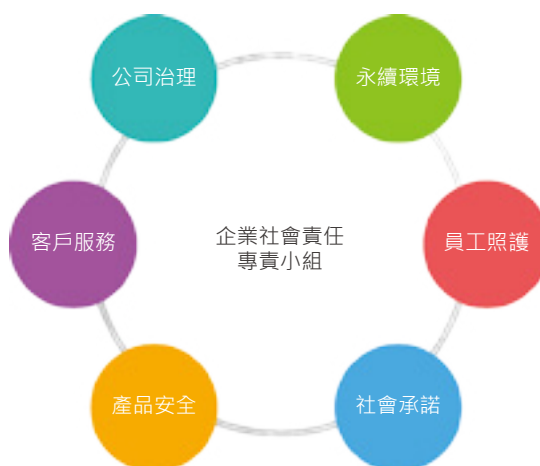 公司治理
永續環境
客戶服務
企業社會責任
專責小組
員工照護
產品安全
社會承諾